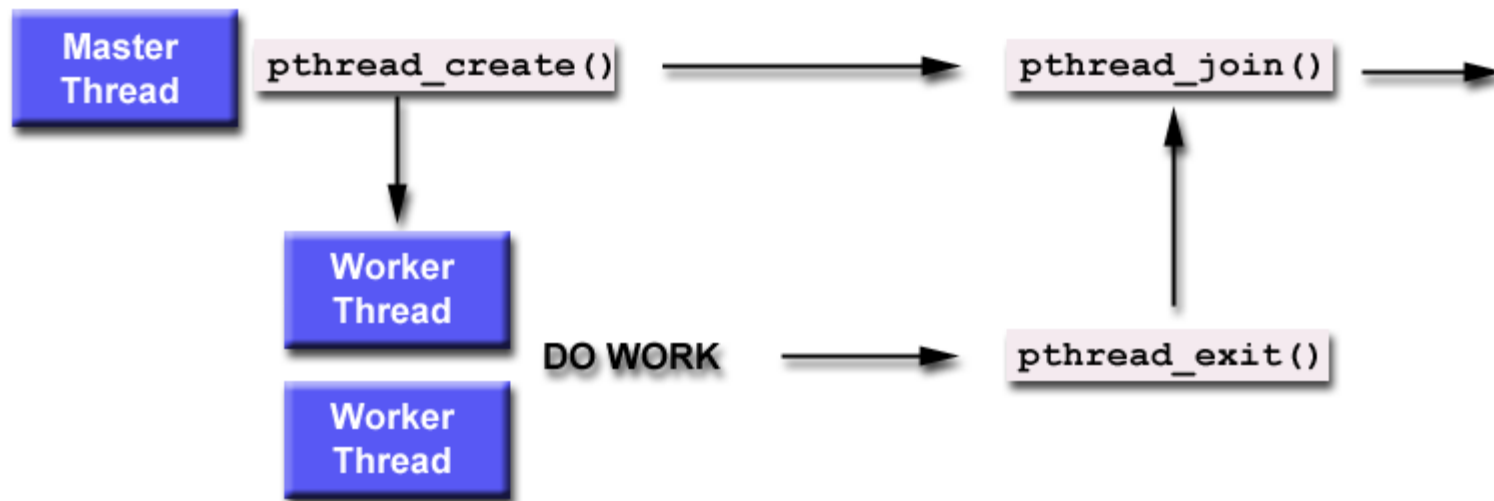 Master
Thread
pthread_create()
pthread_join()
Worker
Thread
DO WORK
pthread_exit()
Worker
Thread